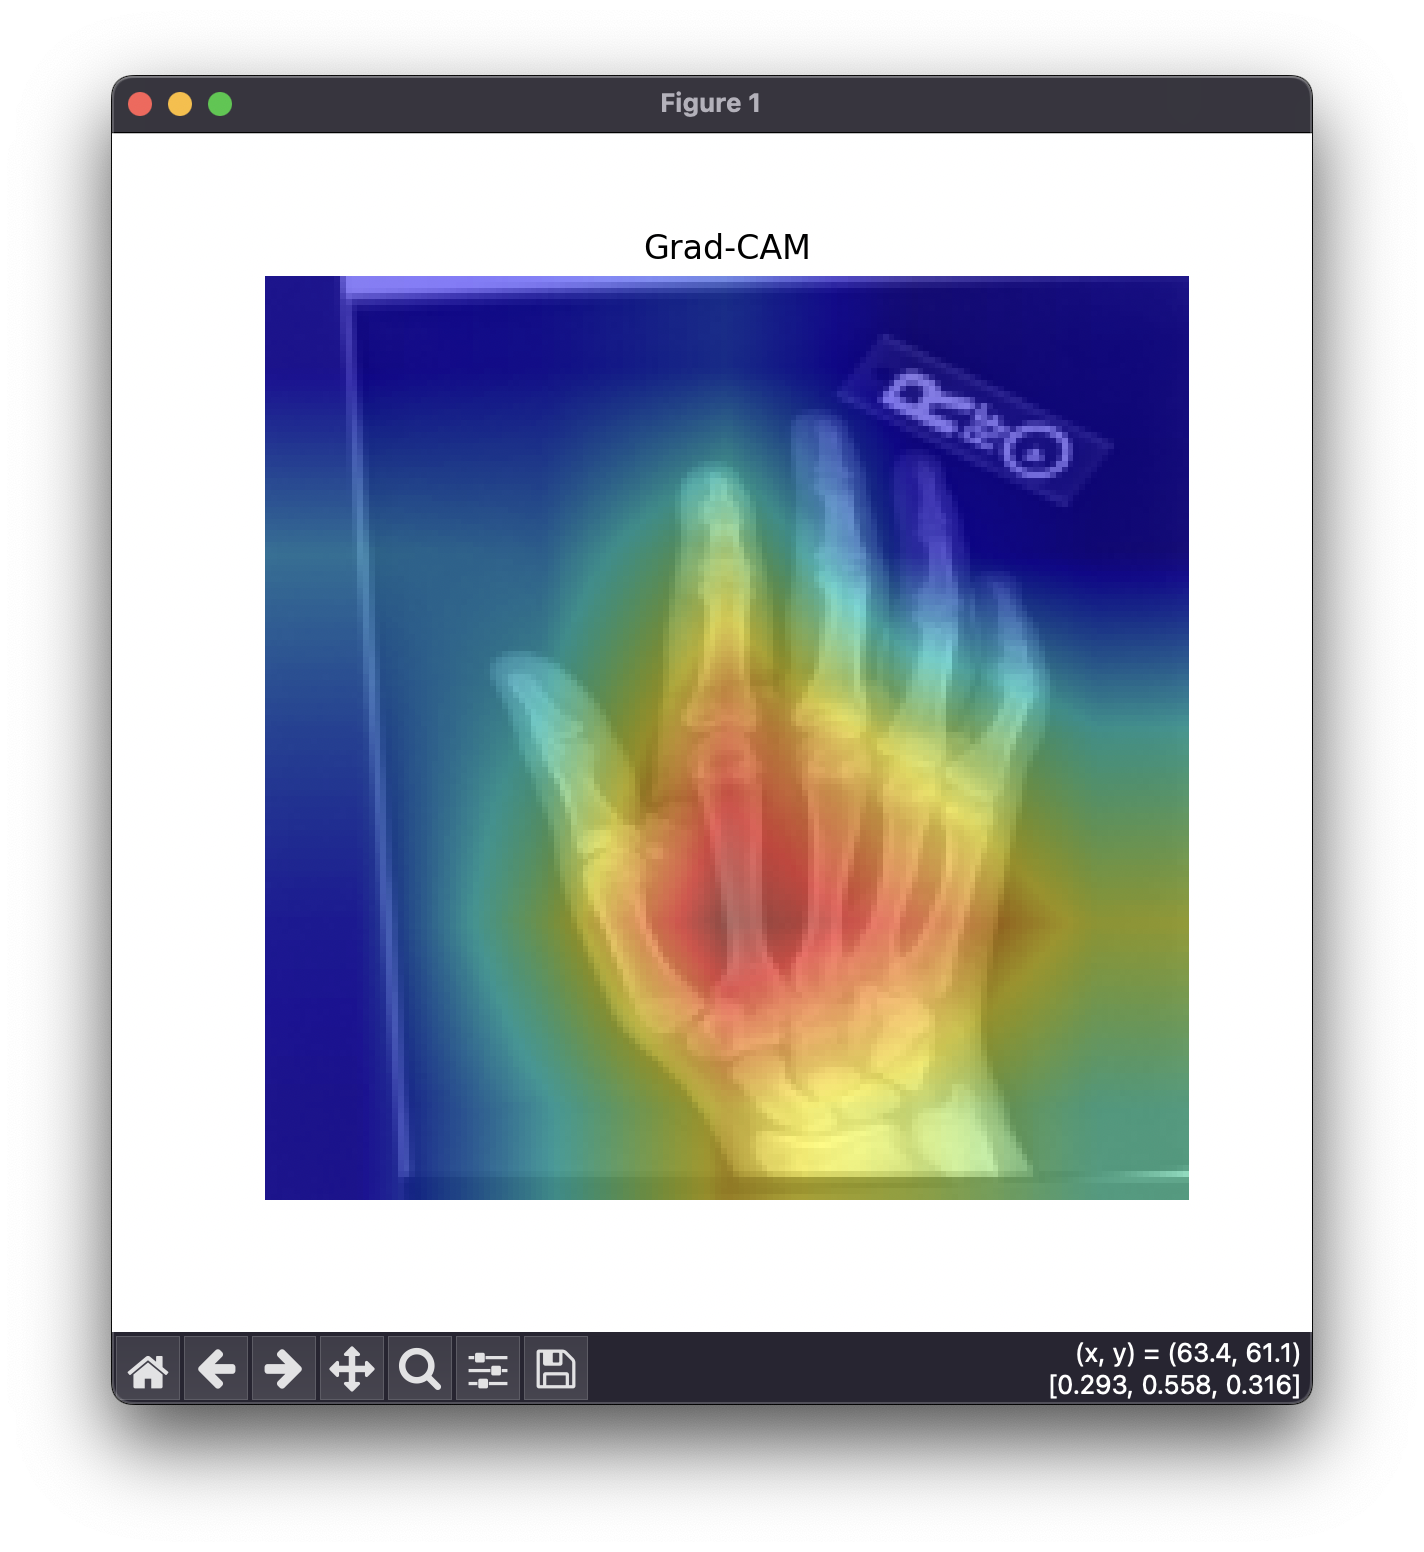 Figure 1
Grad-CAM
R
(x, y) = (63.4, 61.1)
[0.293, 0.558, 0.316]